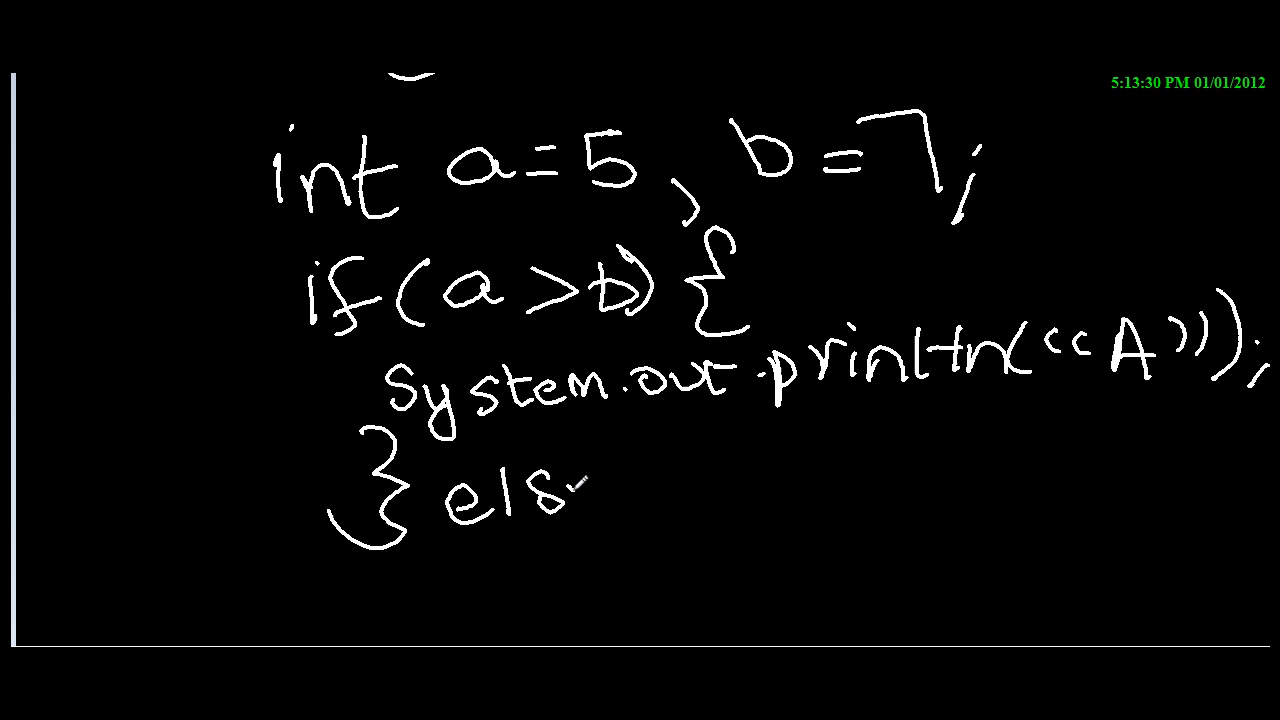 5:13:30 PM 01/01/2012
int a=5, b=7;
if(a>b){
System.out.println("A");
} els